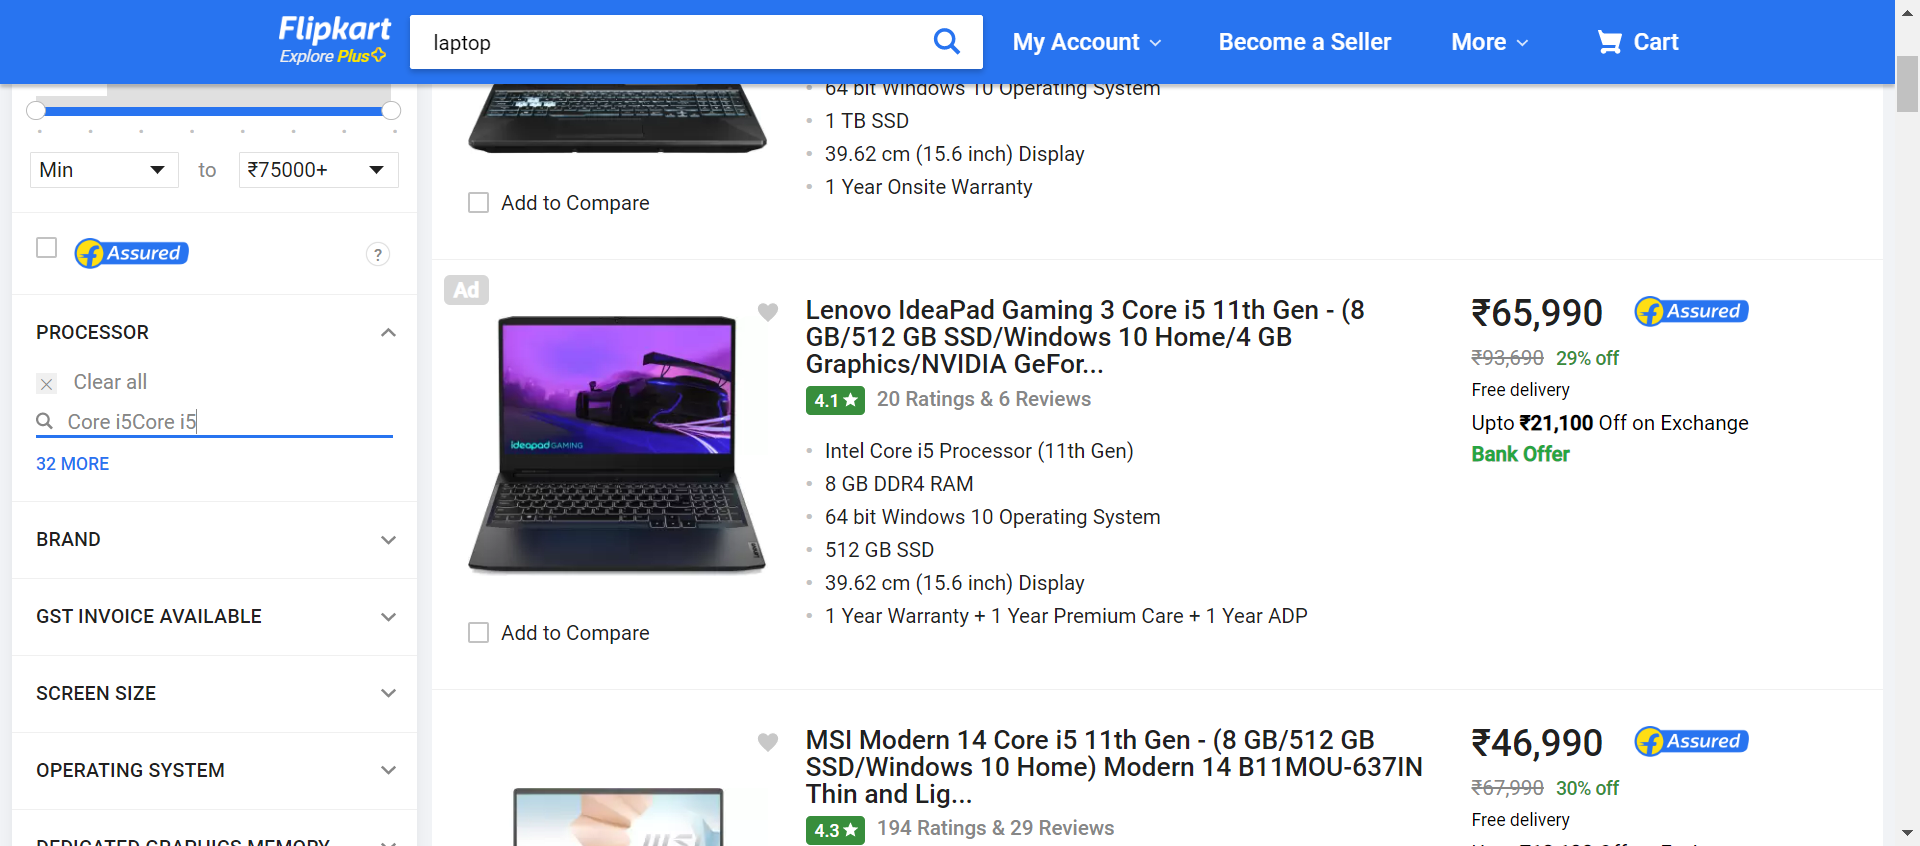 Flipkart
Explore Plus
laptop
My Account
Become a Seller
More
Cart
Min
to
₹75000+
Assured
?
PROCESSOR
Clear all
Core i5Core i5
32 MORE
BRAND
GST INVOICE AVAILABLE
SCREEN SIZE
OPERATING SYSTEM
DEDICATED GRAPHICS MEMORY
64 bit Windows 10 Operating System
1 TB SSD
39.62 cm (15.6 inch) Display
1 Year Onsite Warranty
Add to Compare
Ad
ideapad GAMING
Lenovo
Add to Compare
Lenovo IdeaPad Gaming 3 Core i5 11th Gen - (8
GB/512 GB SSD/Windows 10 Home/4 GB
Graphics/NVIDIA GeFor...
4.1 ★
20 Ratings & 6 Reviews
Intel Core i5 Processor (11th Gen)
8 GB DDR4 RAM
64 bit Windows 10 Operating System
512 GB SSD
39.62 cm (15.6 inch) Display
1 Year Warranty + 1 Year Premium Care + 1 Year ADP
₹65,990
Assured
₹93,690 29% off
Free delivery
Upto ₹21,100 Off on Exchange
Bank Offer
MSI Modern 14 Core i5 11th Gen - (8 GB/512 GB
SSD/Windows 10 Home) Modern 14 B11MOU-637IN
Thin and Lig...
4.3 ★
194 Ratings & 29 Reviews
₹46,990
Assured
₹67,990 30% off
Free delivery